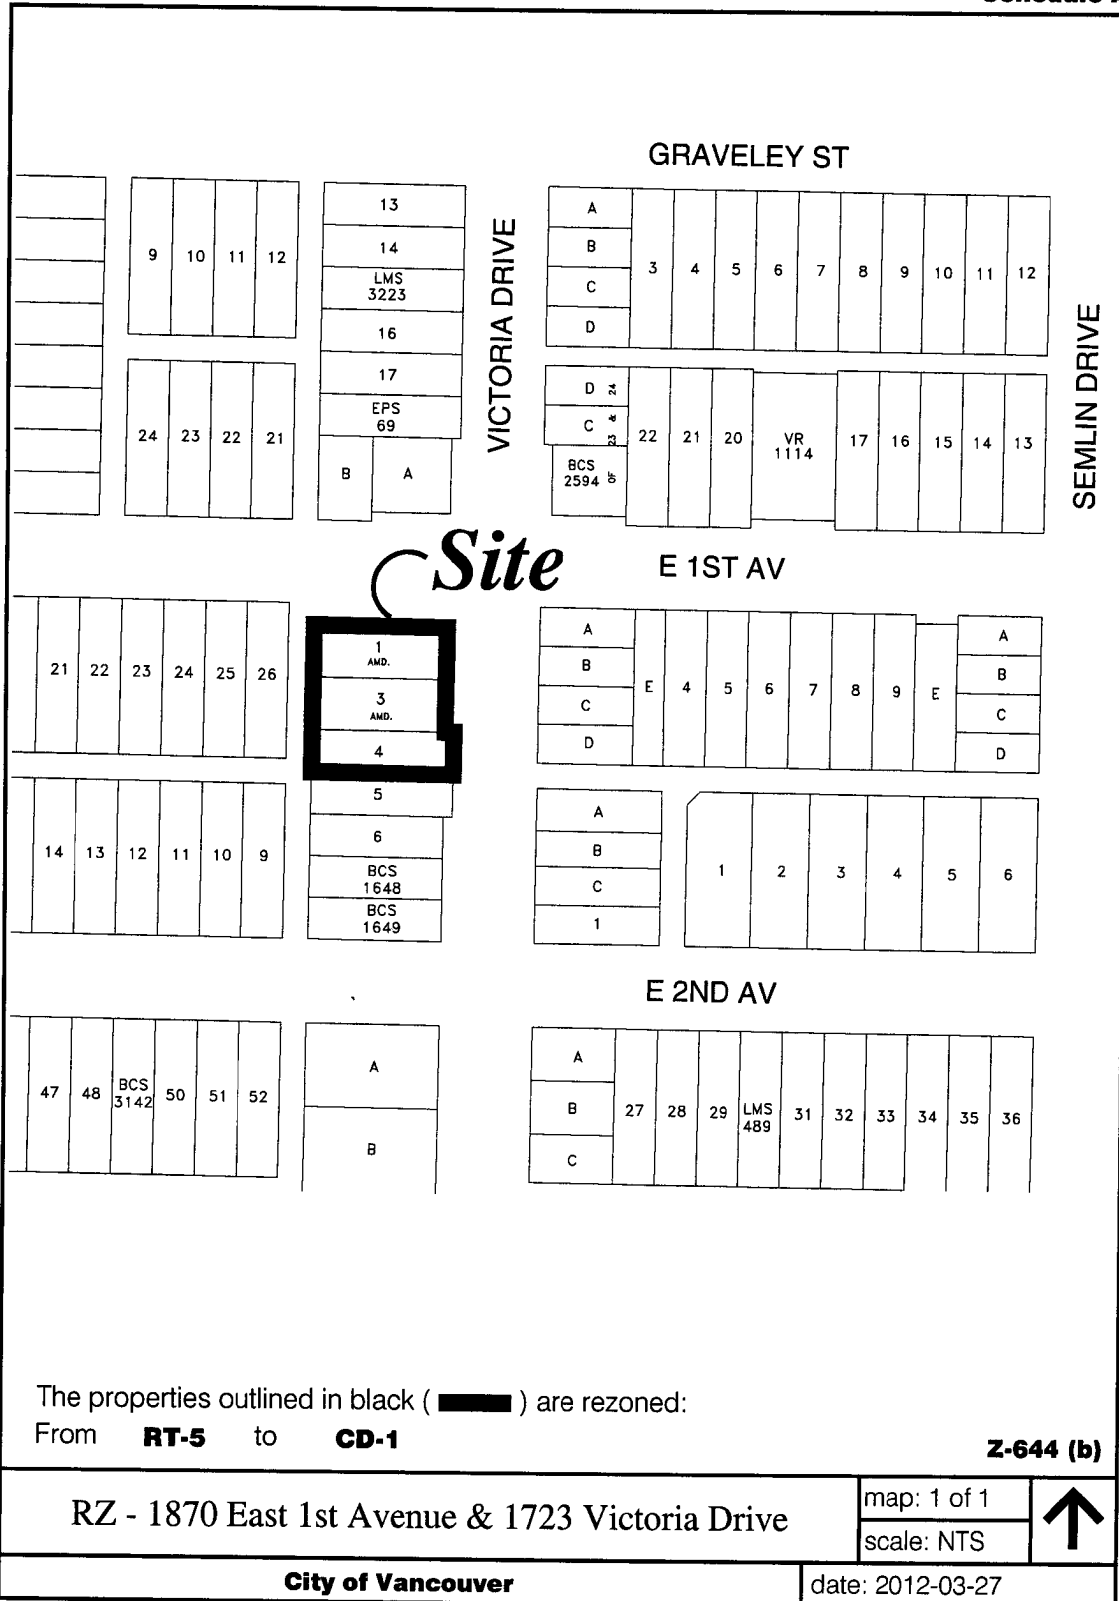 GRAVELEY ST
VICTORIA DRIVE
SEMLIN DRIVE
9 10 11 12
13
14
LMS
3223
16
17
EPS
69
B A
24 23 22 21
A
B
C
D
3 4 5 6 7 8 9 10 11 12
D 24
C 23 &
BCS
2594 OF
22 21 20
VR
1114
17 16 15 14 13
Site
E 1ST AV
21 22 23 24 25 26
1
AMD.
3
AMD.
4
A
B
C
D
E 4 5 6 7 8 9 E
A
B
C
D
14 13 12 11 10 9
5
6
BCS
1648
BCS
1649
A
B
C
1
1 2 3 4 5 6
E 2ND AV
47 48
BCS
3142
50 51 52
A
B
A
B
C
27 28 29
LMS
489
31 32 33 34 35 36
The properties outlined in black ( ) are rezoned:
From RT-5 to CD-1
Z-644 (b)
RZ - 1870 East 1st Avenue & 1723 Victoria Drive
map: 1 of 1
scale: NTS
City of Vancouver
date: 2012-03-27